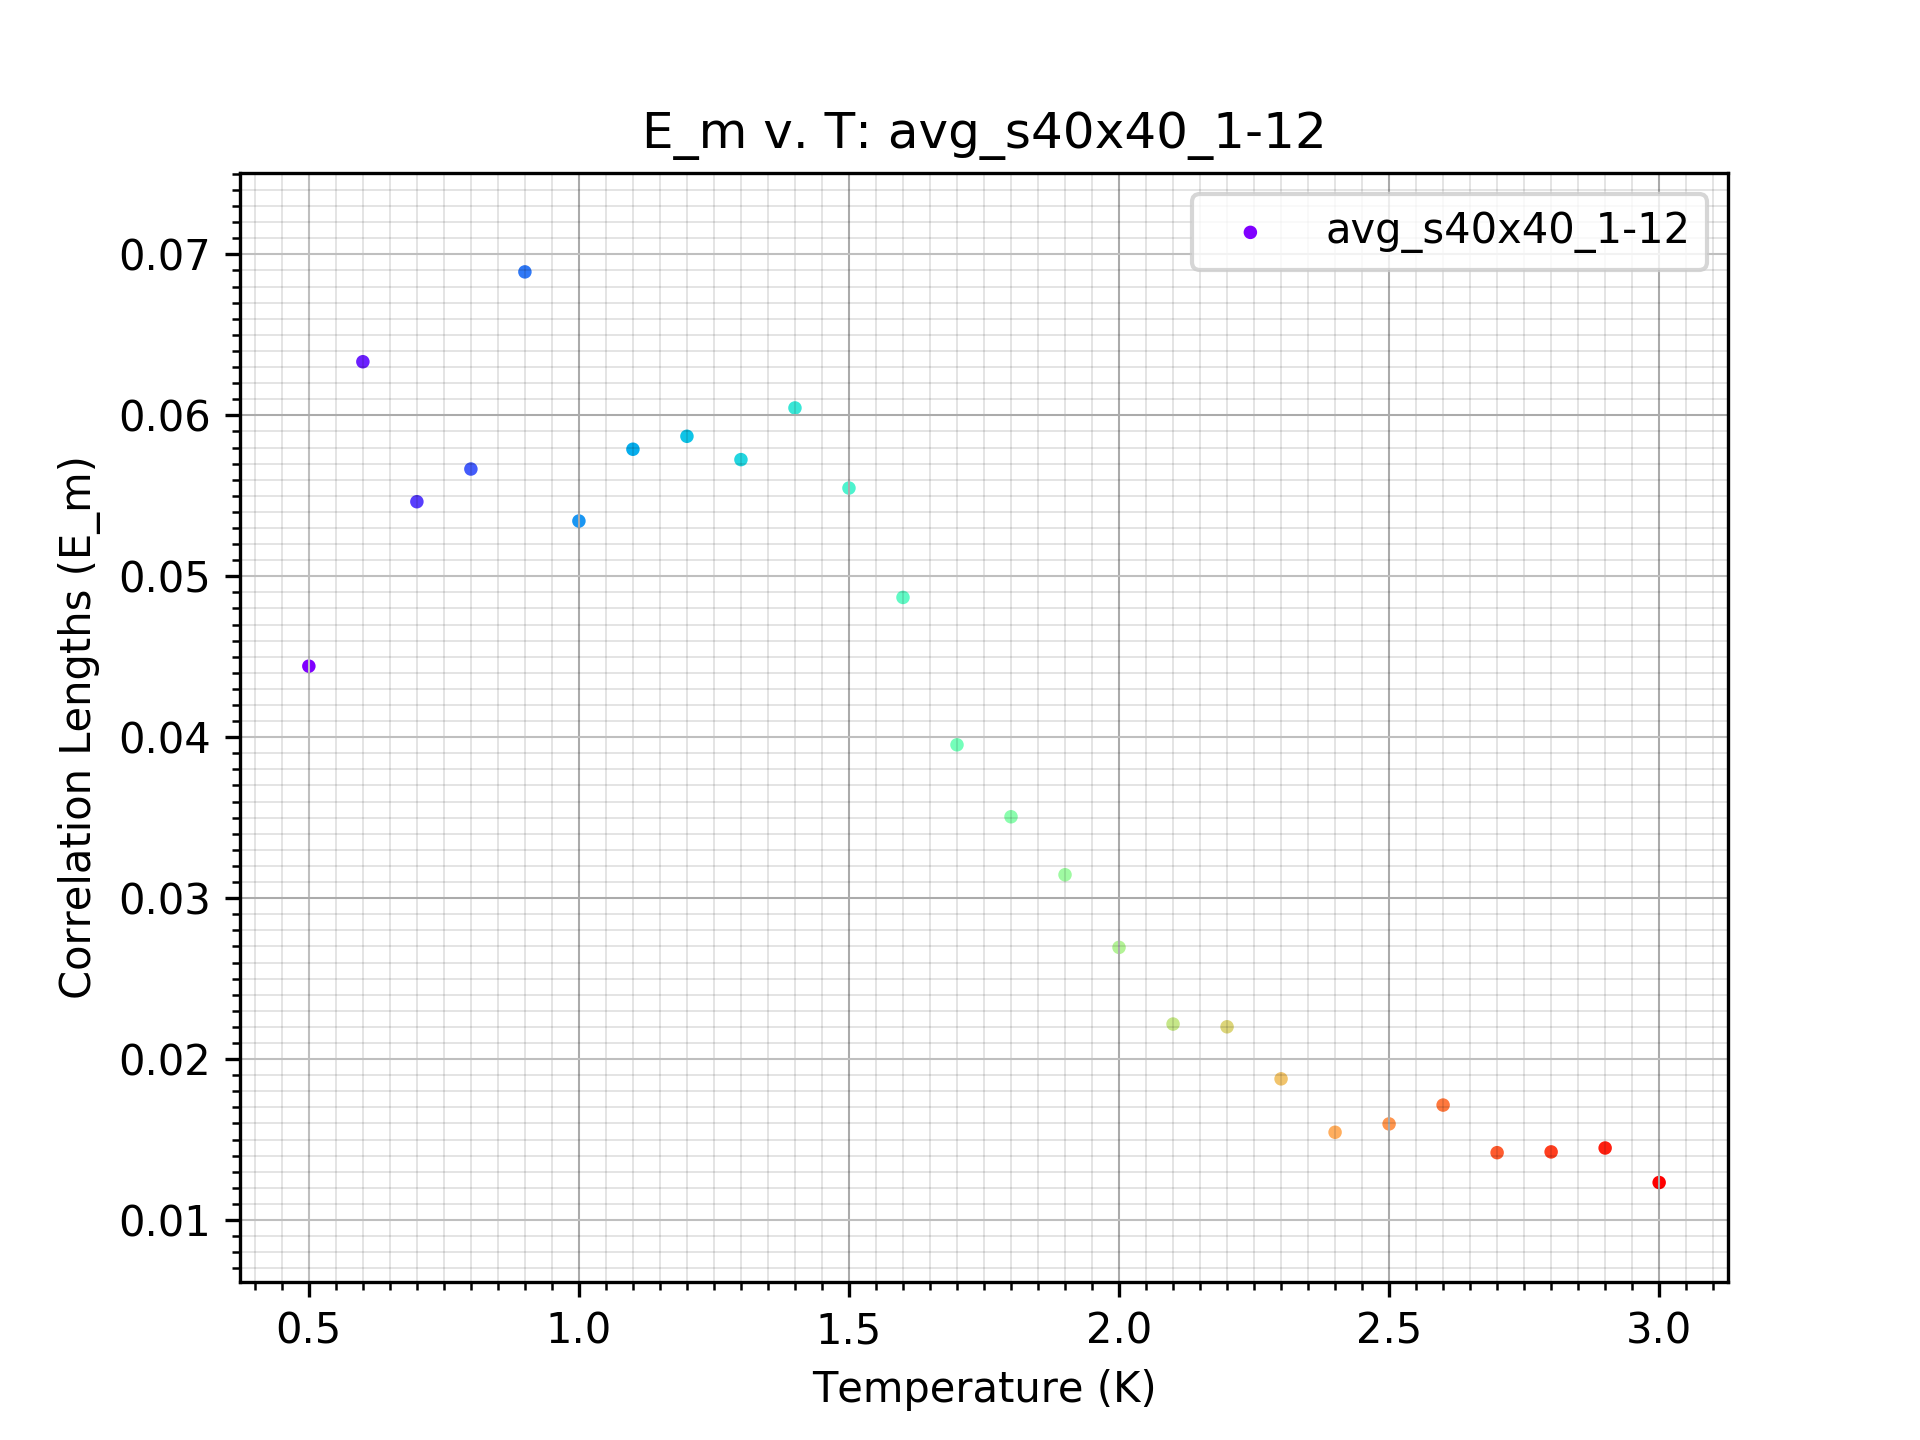 E_m v. T: avg_s40x40_1-12
avg_s40x40_1-12
0.07
0.06
0.05
0.04
0.03
0.02
0.01
Correlation Lengths (E_m)
0.5 1.0 1.5 2.0 2.5 3.0
Temperature (K)